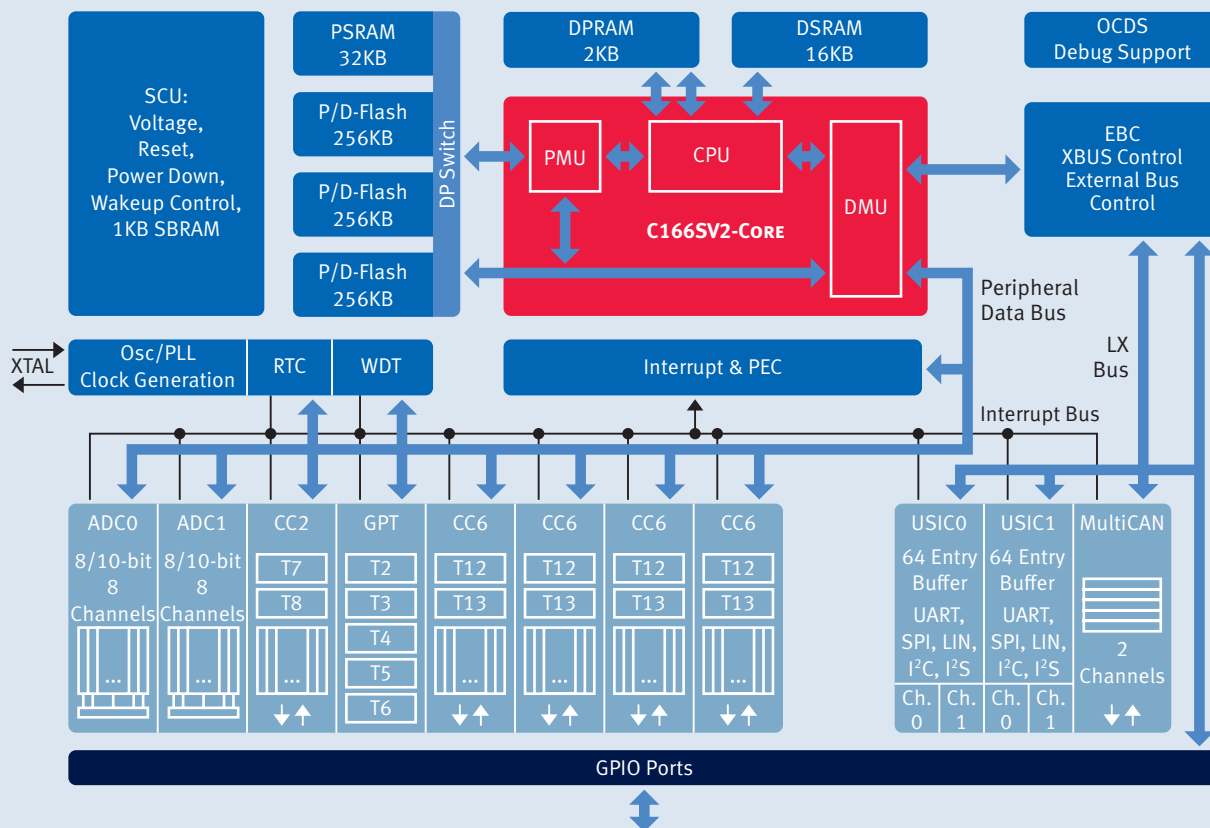 SCU:
Voltage,
Reset,
Power Down,
Wakeup Control,
1KB SBRAM
PSRAM
32KB
P/D-Flash
256KB
P/D-Flash
256KB
P/D-Flash
256KB
DP Switch
DPRAM
2KB
DSRAM
16KB
PMU
CPU
DMU
C166SV2-Core
OCDS
Debug Support
EBC
XBUS Control
External Bus
Control
Peripheral
Data Bus
LX
Bus
XTAL
Osc/PLL
Clock Generation
RTC
WDT
Interrupt & PEC
Interrupt Bus
ADC0
8/10-bit
8
Channels
...
ADC1
8/10-bit
8
Channels
...
CC2
T7
T8
...
GPT
T2
T3
T4
T5
T6
CC6
T12
T13
...
CC6
T12
T13
...
CC6
T12
T13
...
CC6
T12
T13
...
USIC0
64 Entry
Buffer
UART,
SPI, LIN,
I²C, I²S
Ch.
0
Ch.
1
USIC1
64 Entry
Buffer
UART,
SPI, LIN,
I²C, I²S
Ch.
0
Ch.
1
MultiCAN
2
Channels
GPIO Ports